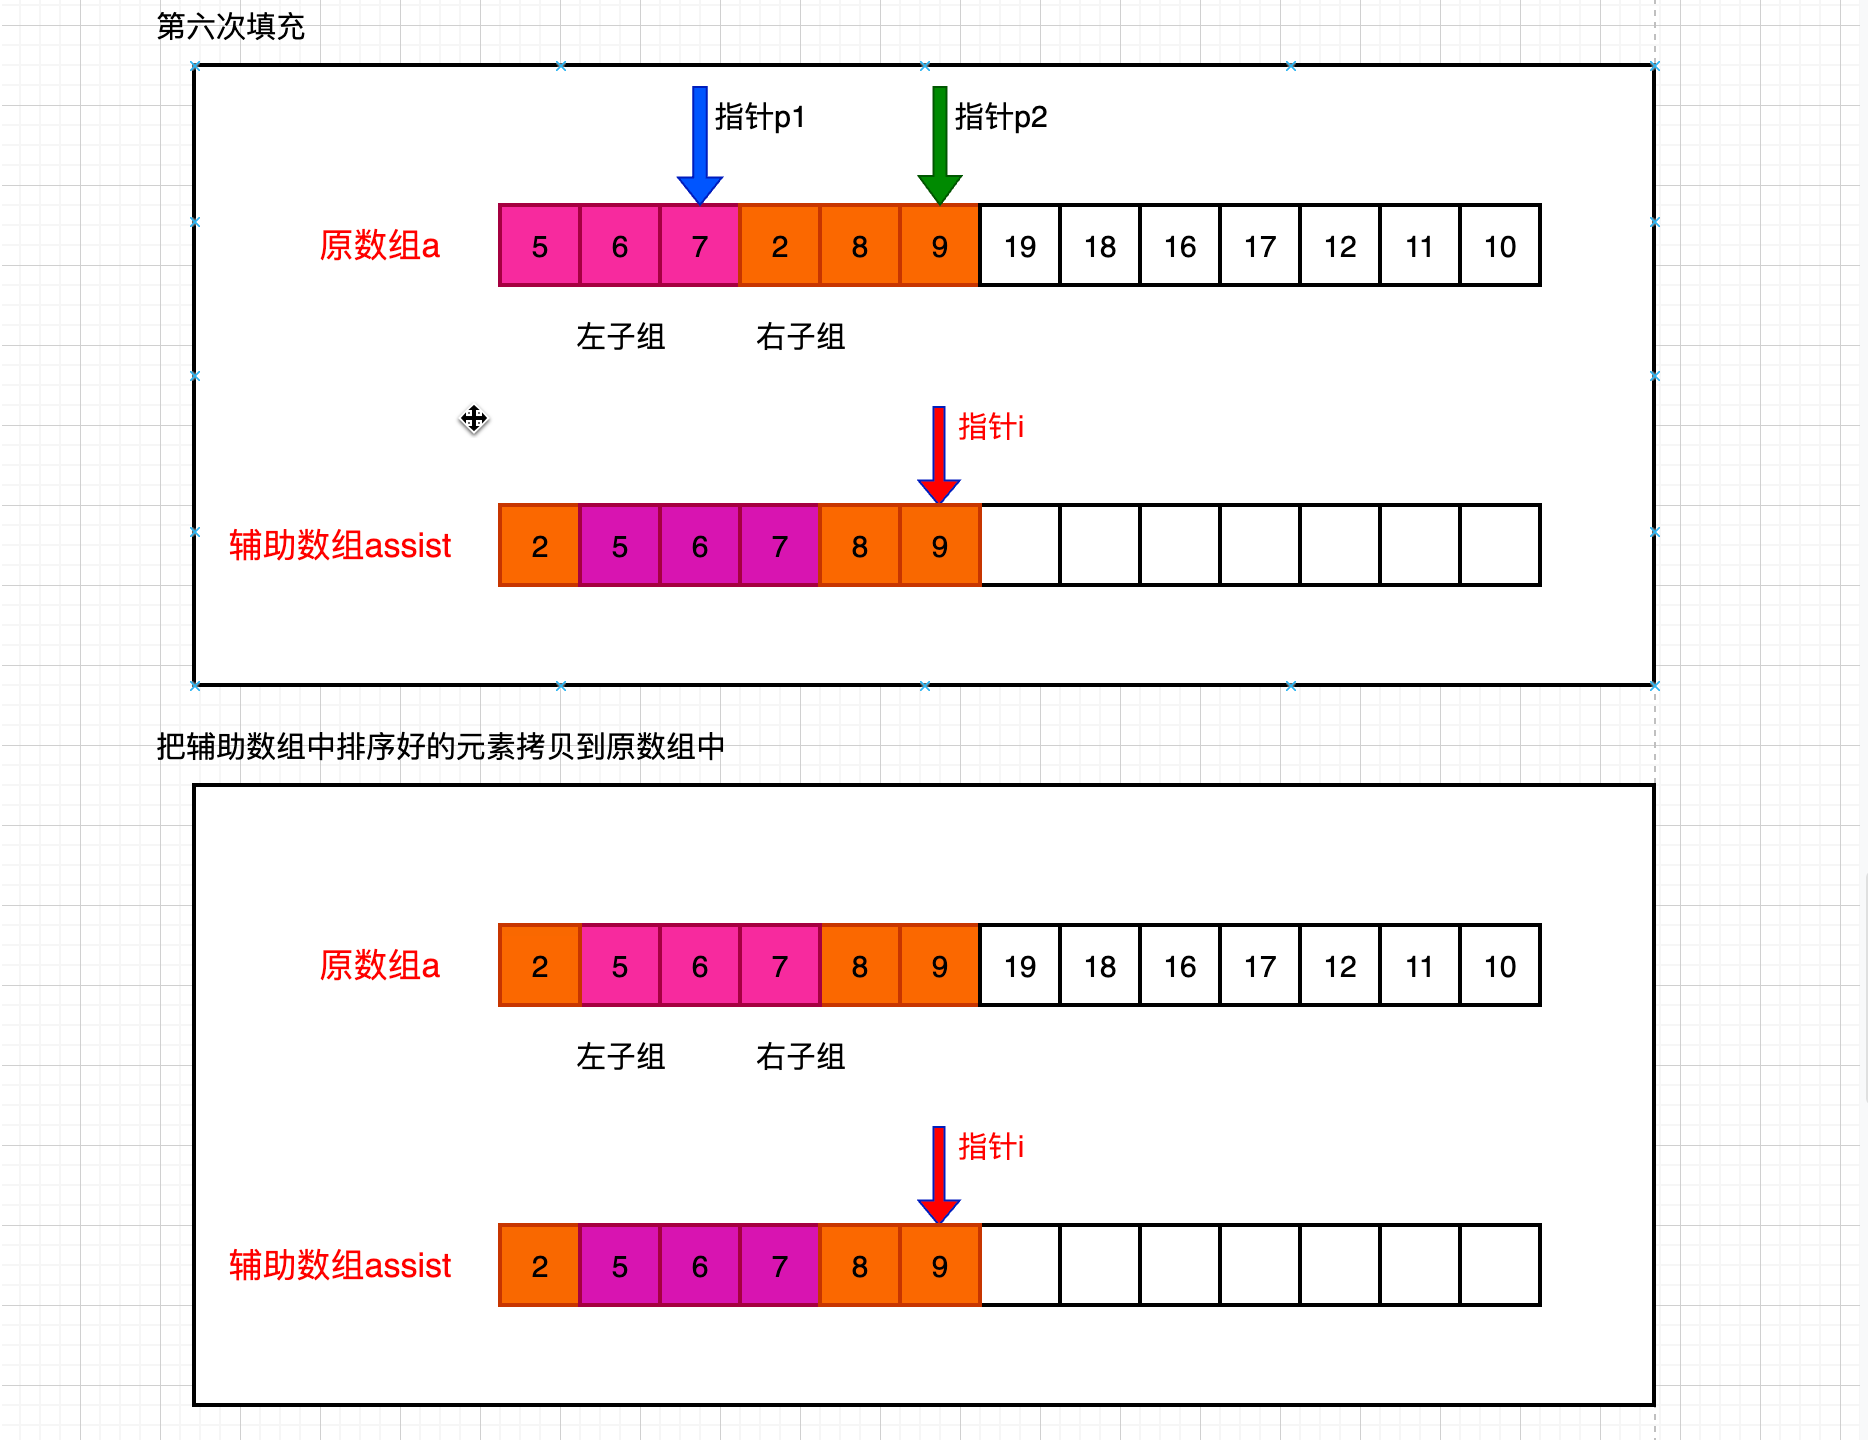 第六次填充
指针p1 指针p2
原数组a 5 6 7 2 8 9 19 18 16 17 12 11 10
左子组 右子组
指针i
辅助数组assist 2 5 6 7 8 9
把辅助数组中排序好的元素拷贝到原数组中
原数组a 2 5 6 7 8 9 19 18 16 17 12 11 10
左子组 右子组
指针i
辅助数组assist 2 5 6 7 8 9